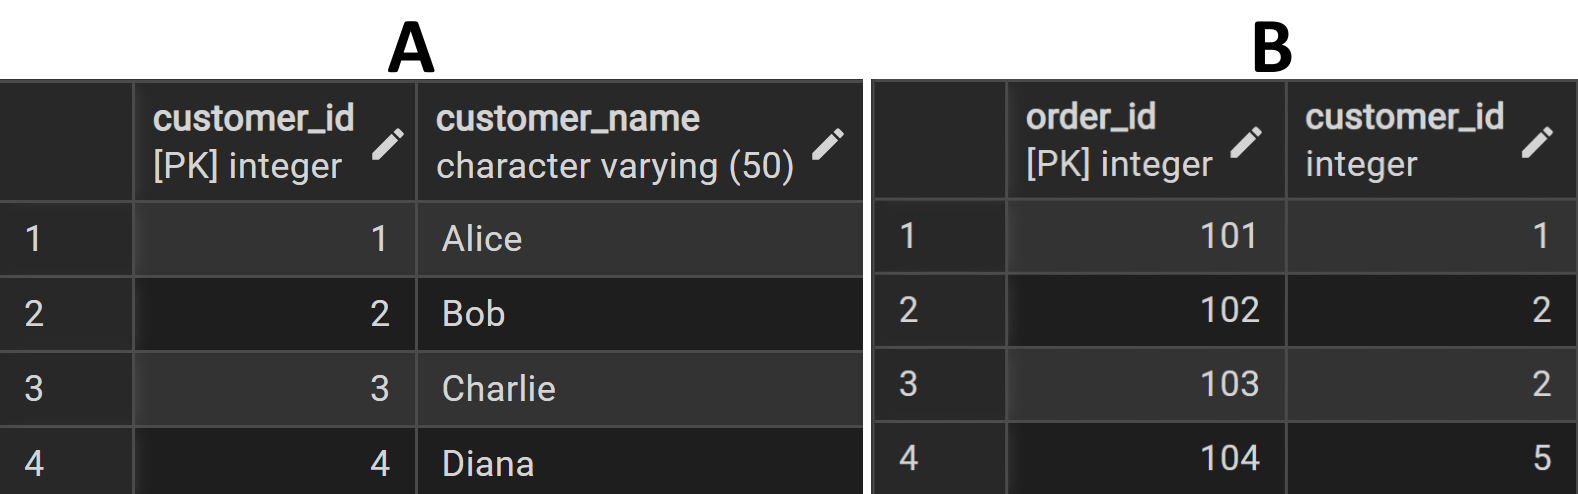 A
customer_id customer_name
[PK] integer character varying (50)
1 1 Alice
2 2 Bob
3 3 Charlie
4 4 Diana
B
order_id customer_id
[PK] integer integer
1 101 1
2 102 2
3 103 2
4 104 5